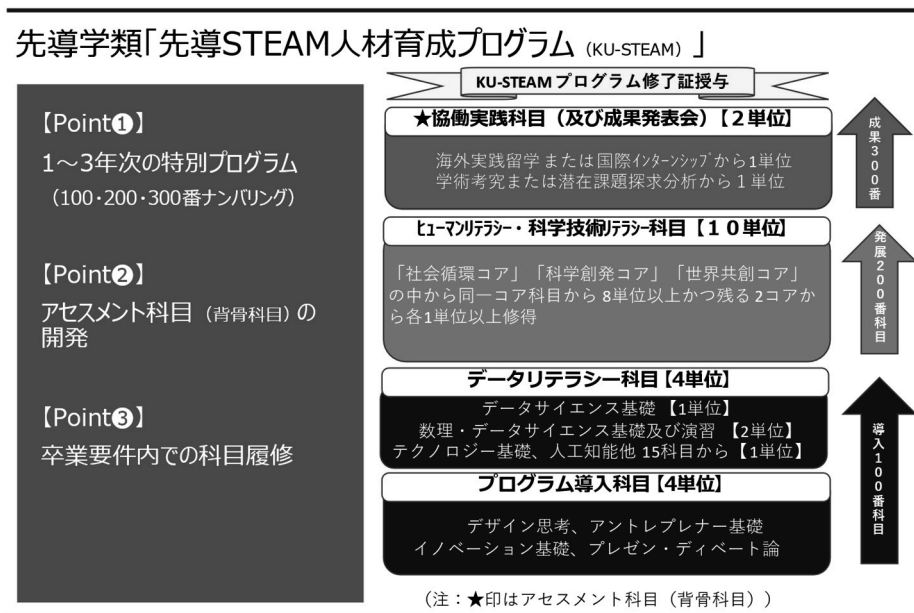 先導学類「先導STEAM人材育成プログラム (KU-STEAM) 」
【Point❶】
1～3年次の特別プログラム
(100・200・300番ナンバリング)
【Point❷】
アセスメント科目 (背骨科目) の
開発
【Point❸】
卒業要件内での科目履修
KU-STEAM プログラム修了証授与
★協働実践科目（及び成果発表会）【２単位】
海外実践留学 または国際インターンシップから1単位
学術考究または潜在課題探求分析から１単位
ヒューマンリテラシー・科学技術リテラシー科目【１０単位】
「社会循環コア」「科学創発コア」「世界共創コア」
の中から同一コア科目から 8単位以上かつ残る 2コアか
ら各1単位以上修得
データリテラシー科目【4単位】
データサイエンス基礎 【1単位】
数理・データサイエンス基礎及び演習 【2単位】
テクノロジー基礎、人工知能他 15科目から【1単位】
プログラム導入科目【4単位】
デザイン思考、アントレプレナー基礎
イノベーション基礎、プレゼン・ディベート論
成果300番
発展200番科目
導入100番科目
（注：★印はアセスメント科目（背骨科目））